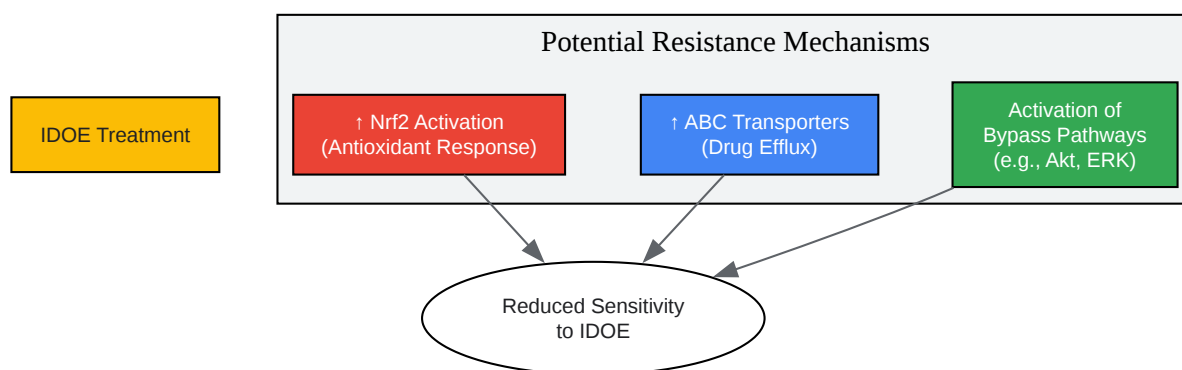 Potential Resistance Mechanisms
IDOE Treatment
↑ Nrf2 Activation
(Antioxidant Response)
↑ ABC Transporters
(Drug Efflux)
Activation of
Bypass Pathways
(e.g., Akt, ERK)
Reduced Sensitivity
to IDOE